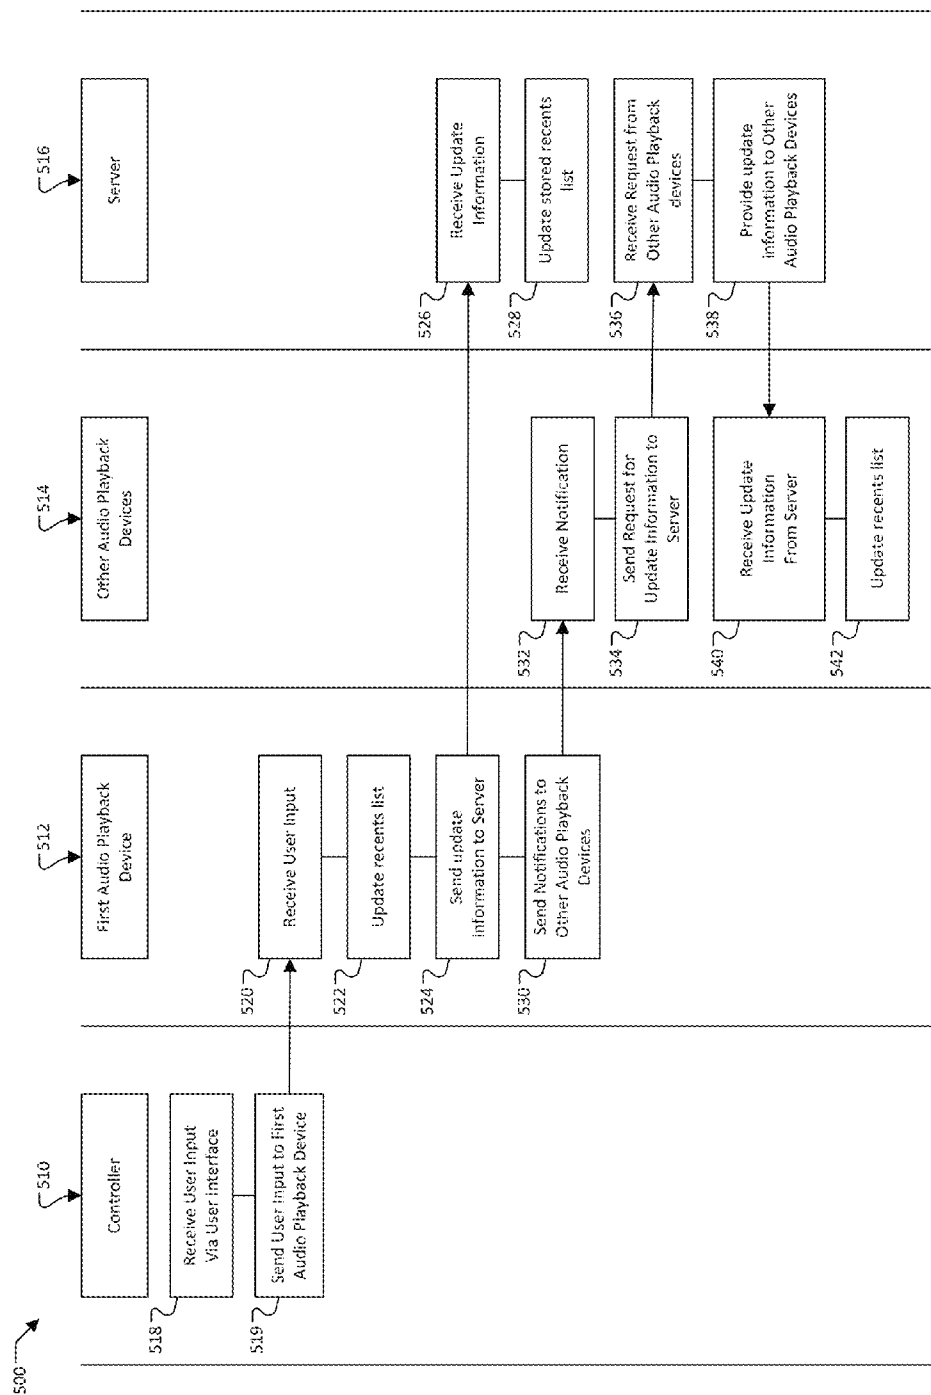 500
510
Controller
518
Receive User Input
Via User Interface
519
Send User Input to First
Audio Playback Device
512
First Audio Playback
Device
520
Receive User Input
522
Update recents list
524
Send update
information to Server
530
Send Notifications to
Other Audio Playback
Devices
514
Other Audio Playback
Devices
532
Receive Notification
534
Send Request for
Update Information to
Server
540
Receive Update
Information
From Server
542
Update recents list
516
Server
526
Receive Update
Information
528
Update stored recents
list
536
Receive Request from
Other Audio Playback
devices
538
Provide update
information to Other
Audio Playback Devices